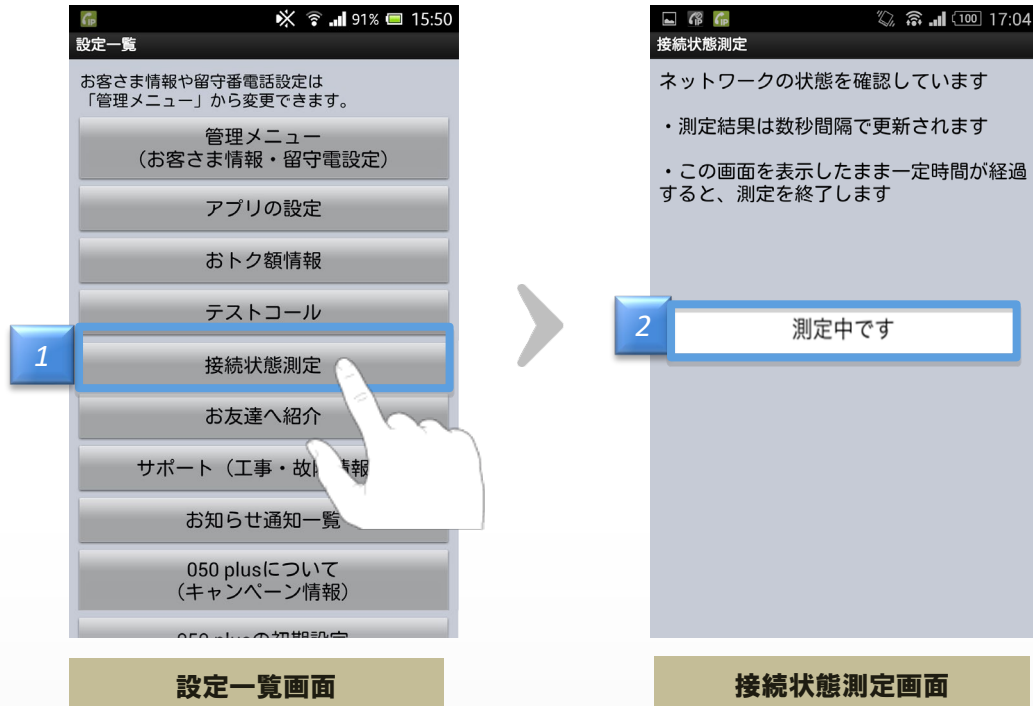 91% 15:50
設定一覧
お客さま情報や留守番電話設定は
「管理メニュー」から変更できます。
管理メニュー
（お客さま情報・留守電設定）
アプリの設定
おトク額情報
テストコール
1
接続状態測定
お友達へ紹介
サポート（工事・故
お知らせ通知一覧
050 plusについて
（キャンペーン情報）
050 plusの初期設定
設定一覧画面
100 17:04
接続状態測定
ネットワークの状態を確認しています
・測定結果は数秒間隔で更新されます
・この画面を表示したまま一定時間が経過
すると、測定を終了します
2
測定中です
接続状態測定画面